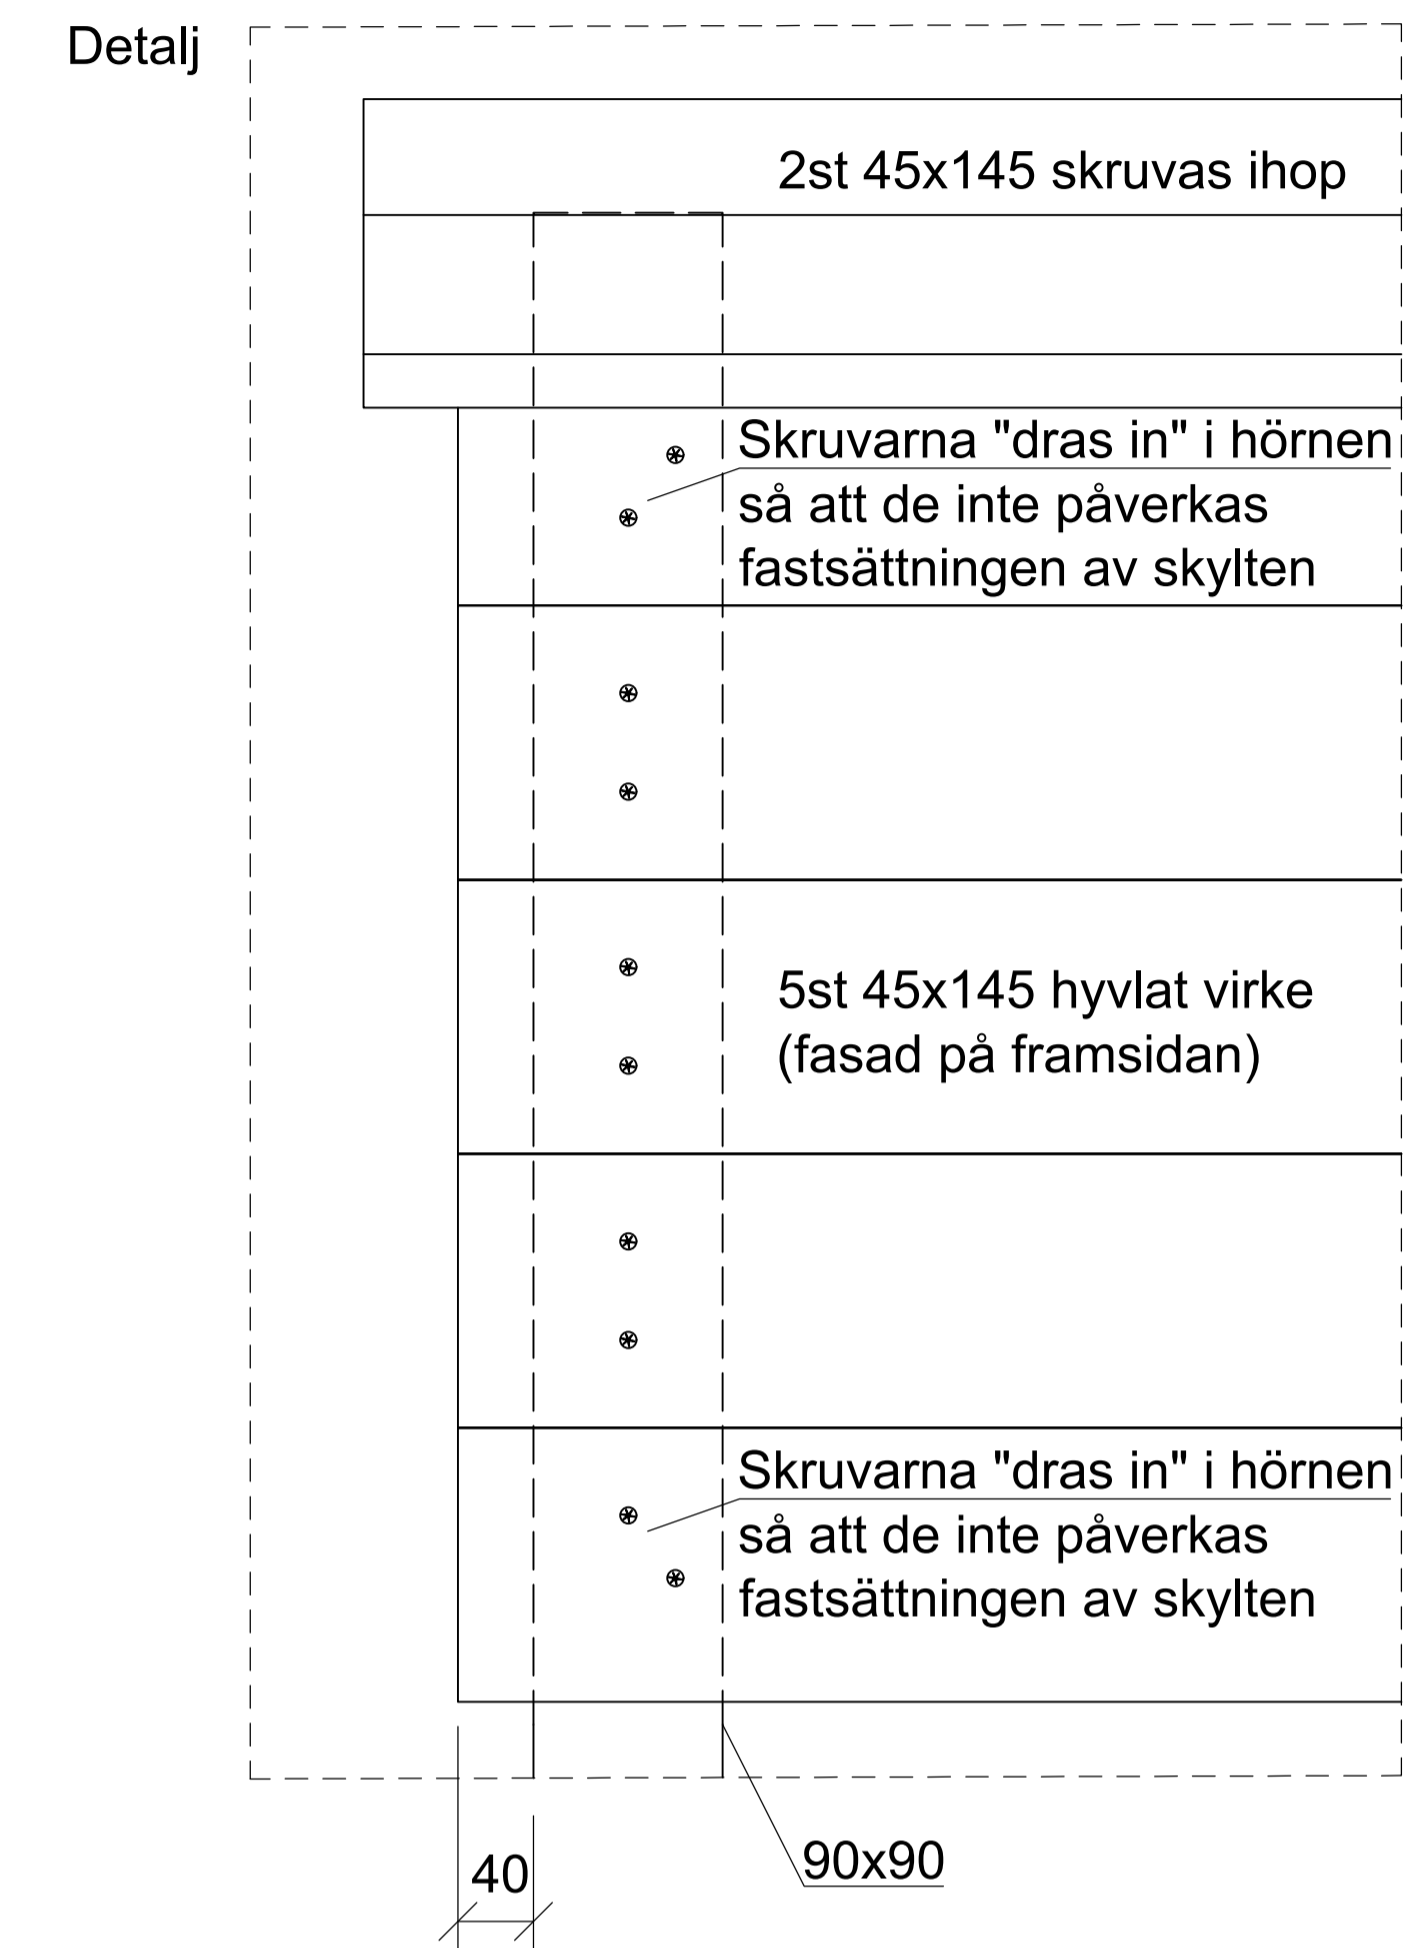 Detalj
2st 45x145 skruvas ihop
Skruvarna "dras in" i hörnen
så att de inte påverkas
fastsättningen av skylten
5st 45x145 hyvlat virke
(fasad på framsidan)
Skruvarna "dras in" i hörnen
så att de inte påverkas
fastsättningen av skylten
90x90
40